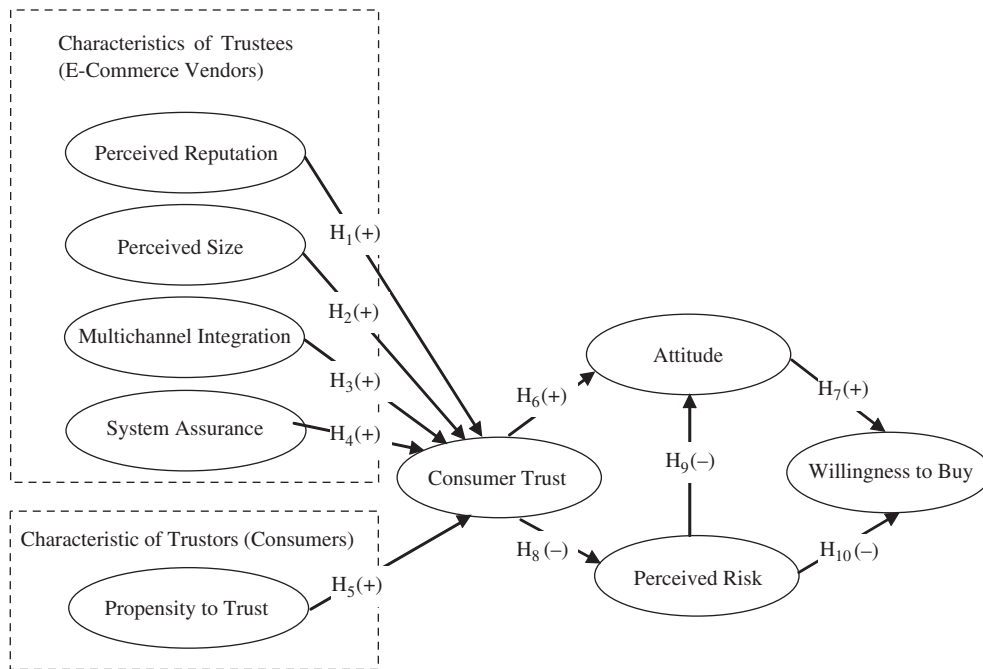 Characteristics of Trustees
(E-Commerce Vendors)
Perceived Reputation
H₁(+)
Perceived Size
H₂(+)
Multichannel Integration
H₃(+)
System Assurance
H₄(+)
Consumer Trust
H₆(+)
Attitude
H₇(+)
H₉(–)
Willingness to Buy
Characteristic of Trustors (Consumers)
H₈(–)
H₁₀(–)
Perceived Risk
H₅(+)
Propensity to Trust